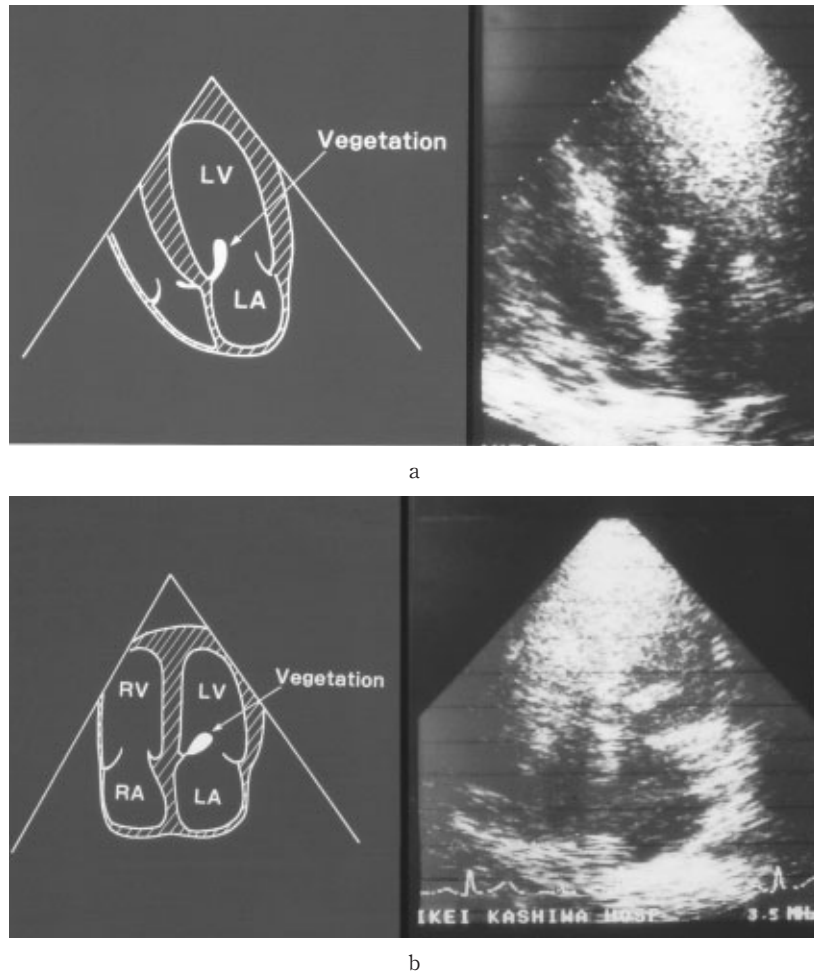 Vegetation
LV
LA
a
Vegetation
RV
LV
RA
LA
IKEI KASHIWA HOSP 3.5 MHz
b